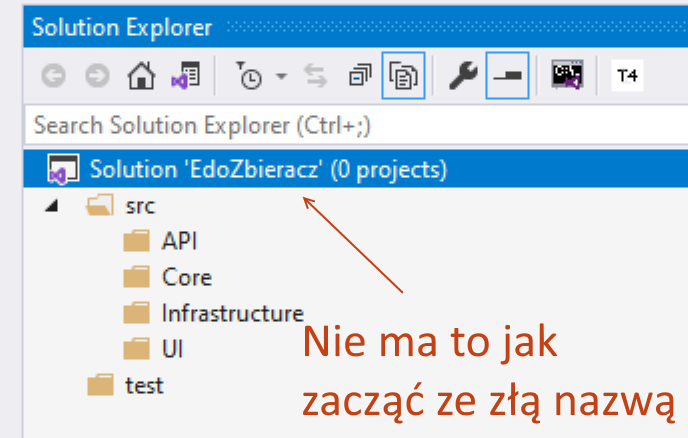 Solution Explorer
T4
Search Solution Explorer (Ctrl+;)
Solution 'EdoZbieracz' (0 projects)
src
API
Core
Infrastructure
UI
test
Nie ma to jak
zacząć ze złą nazwą